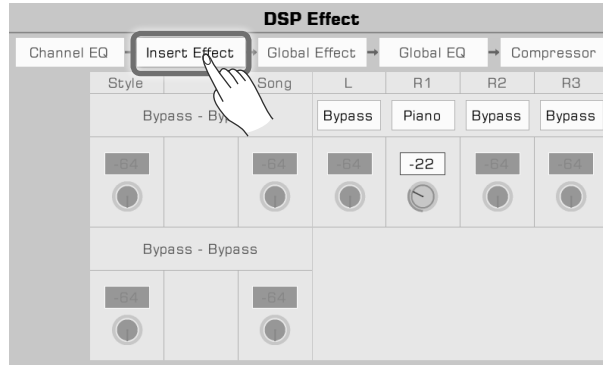 DSP Effect
Channel EQ Insert Effect Global Effect Global EQ Compressor
Style Song L R1 R2 R3
Bypass - Bypass Piano Bypass Bypass
-64 -64 -64 -22 -64 -64
Bypass - Bypass
-64 -64